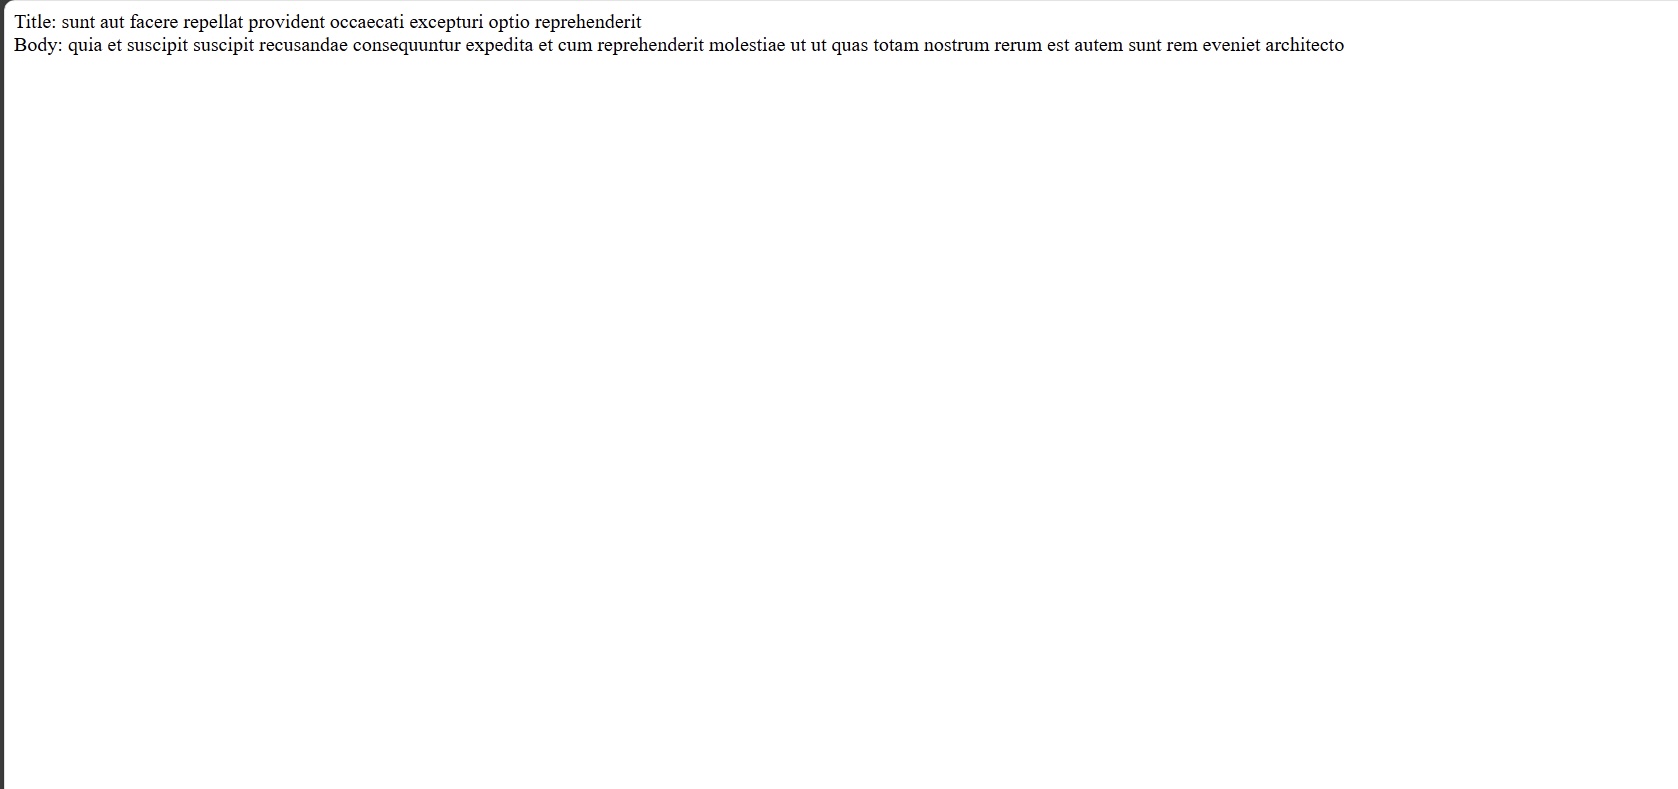 Title: sunt aut facere repellat provident occaecati excepturi optio reprehenderit
Body: quia et suscipit suscipit recusandae consequuntur expedita et cum reprehenderit molestiae ut ut quas totam nostrum rerum est autem sunt rem eveniet architecto